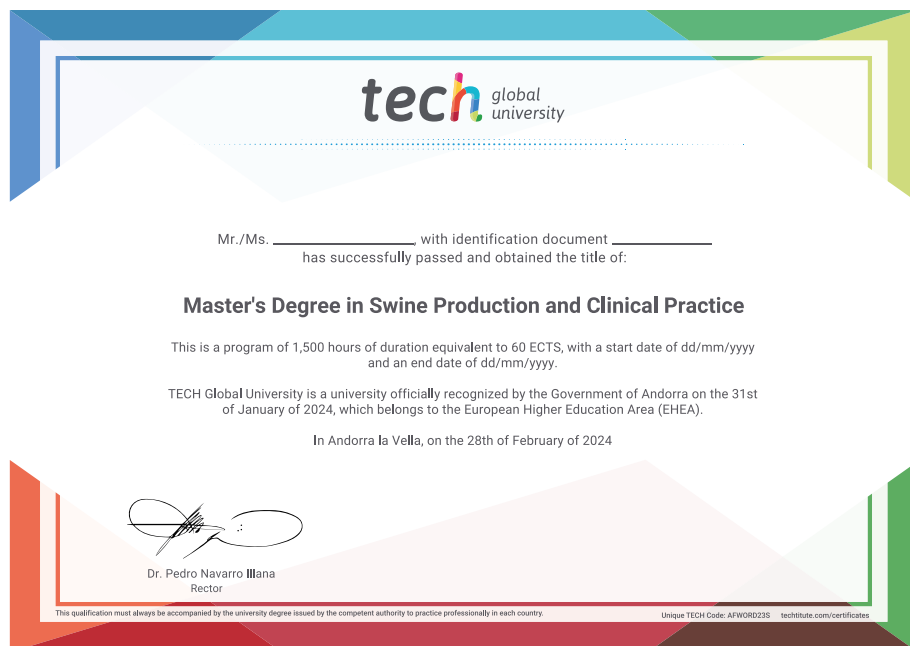 tech global
university
Mr./Ms. ________________, with identification document ____________
has successfully passed and obtained the title of:
Master's Degree in Swine Production and Clinical Practice
This is a program of 1,500 hours of duration equivalent to 60 ECTS, with a start date of dd/mm/yyyy
and an end date of dd/mm/yyyy.
TECH Global University is a university officially recognized by the Government of Andorra on the 31st
of January of 2024, which belongs to the European Higher Education Area (EHEA).
In Andorra la Vella, on the 28th of February of 2024
Dr. Pedro Navarro Illana
Rector
This qualification must always be accompanied by the university degree issued by the competent authority to practice professionally in each country.
Unique TECH Code: AFWORD23S techtitute.com/certificates